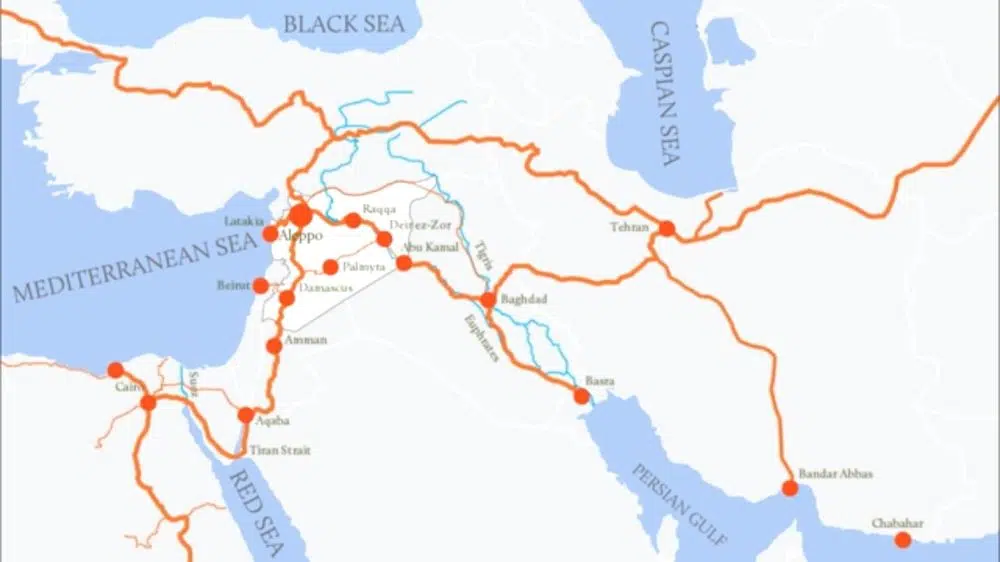 BLACK SEA
CASPIAN SEA
Raqqa
Latakia
Deir ez-Zor
Aleppo
Tehran
MEDITERRANEAN SEA
Abu Kamal
Tigris
Palmyra
Beirut
Damascus
Baghdad
Euphrates
Amman
Suez
Cairo
Basra
Aqaba
Tiran Strait
RED SEA
PERSIAN GULF
Bandar Abbas
Chabahar